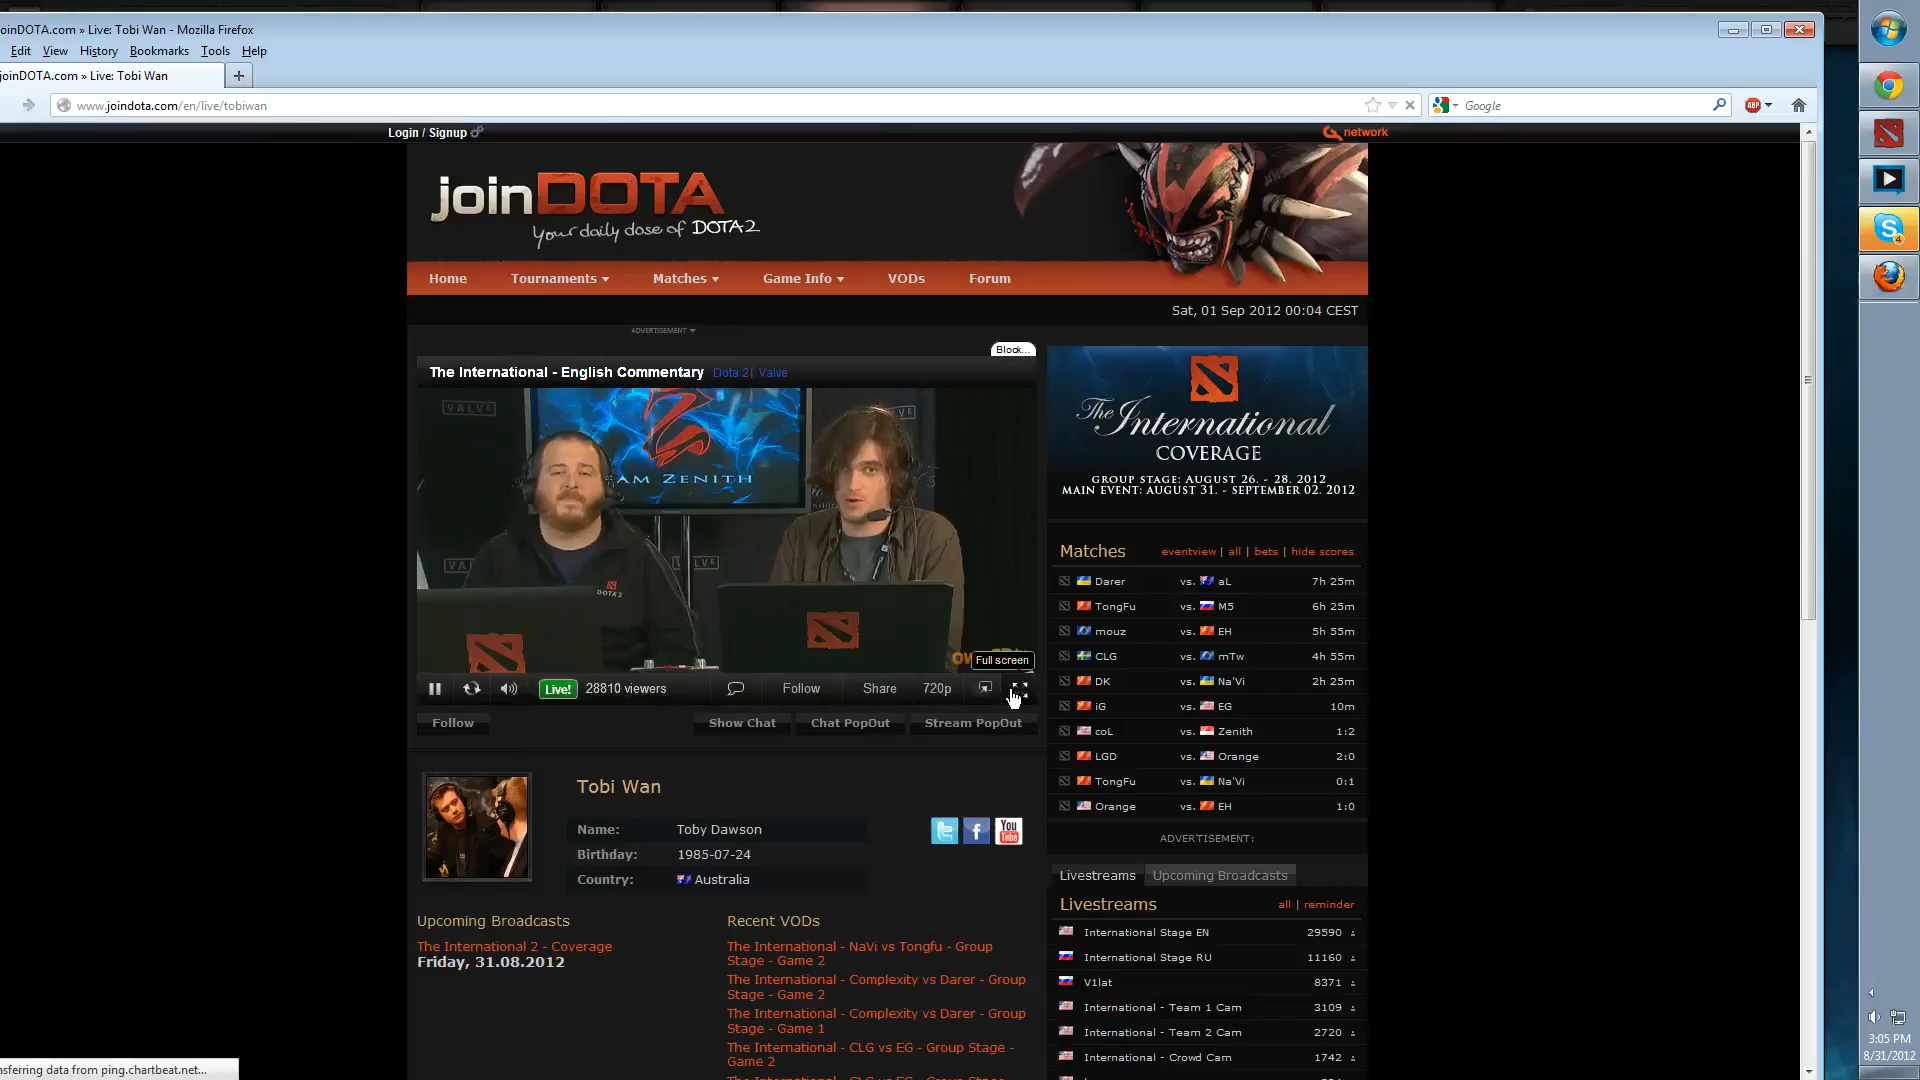 oinDOTA.com » Live: Tobi Wan - Mozilla Firefox
Edit View History Bookmarks Tools Help
joinDOTA.com » Live: Tobi Wan
+
www.joindota.com/en/live/tobiwan
Google
ABP
Login / Signup
network
joinDOTA
Your daily dose of DOTA2
Home Tournaments Matches Game Info VODs Forum
Sat, 01 Sep 2012 00:04 CEST
ADVERTISEMENT
Block...
The International - English Commentary Dota 2| Valve
VALVE
AM ZENITH
VALVE
DOTA 2
Full screen
Live! 28810 viewers Follow Share 720p
Follow Show Chat Chat PopOut Stream PopOut
Tobi Wan
Name: Toby Dawson
Birthday: 1985-07-24
Country: Australia
You Tube
Upcoming Broadcasts
The International 2 - Coverage
Friday, 31.08.2012
Recent VODs
The International - NaVi vs Tongfu - Group
Stage - Game 2
The International - Complexity vs Darer - Group
Stage - Game 2
The International - Complexity vs Darer - Group
Stage - Game 1
The International - CLG vs EG - Group Stage -
Game 2
The International
COVERAGE
GROUP STAGE: AUGUST 26. - 28. 2012
MAIN EVENT: AUGUST 31. - SEPTEMBER 02. 2012
Matches eventview | all | bets | hide scores
Darer vs. aL 7h 25m
TongFu vs. M5 6h 25m
mouz vs. EH 5h 55m
CLG vs. mTw 4h 55m
DK vs. Na'Vi 2h 25m
iG vs. EG 10m
coL vs. Zenith 1:2
LGD vs. Orange 2:0
TongFu vs. Na'Vi 0:1
Orange vs. EH 1:0
ADVERTISEMENT:
Livestreams Upcoming Broadcasts
Livestreams all | reminder
International Stage EN 29590
International Stage RU 11160
V1lat 8371
International - Team 1 Cam 3109
International - Team 2 Cam 2720
International - Crowd Cam 1742
nsferring data from ping.chartbeat.net...
S
4
3:05 PM
8/31/2012